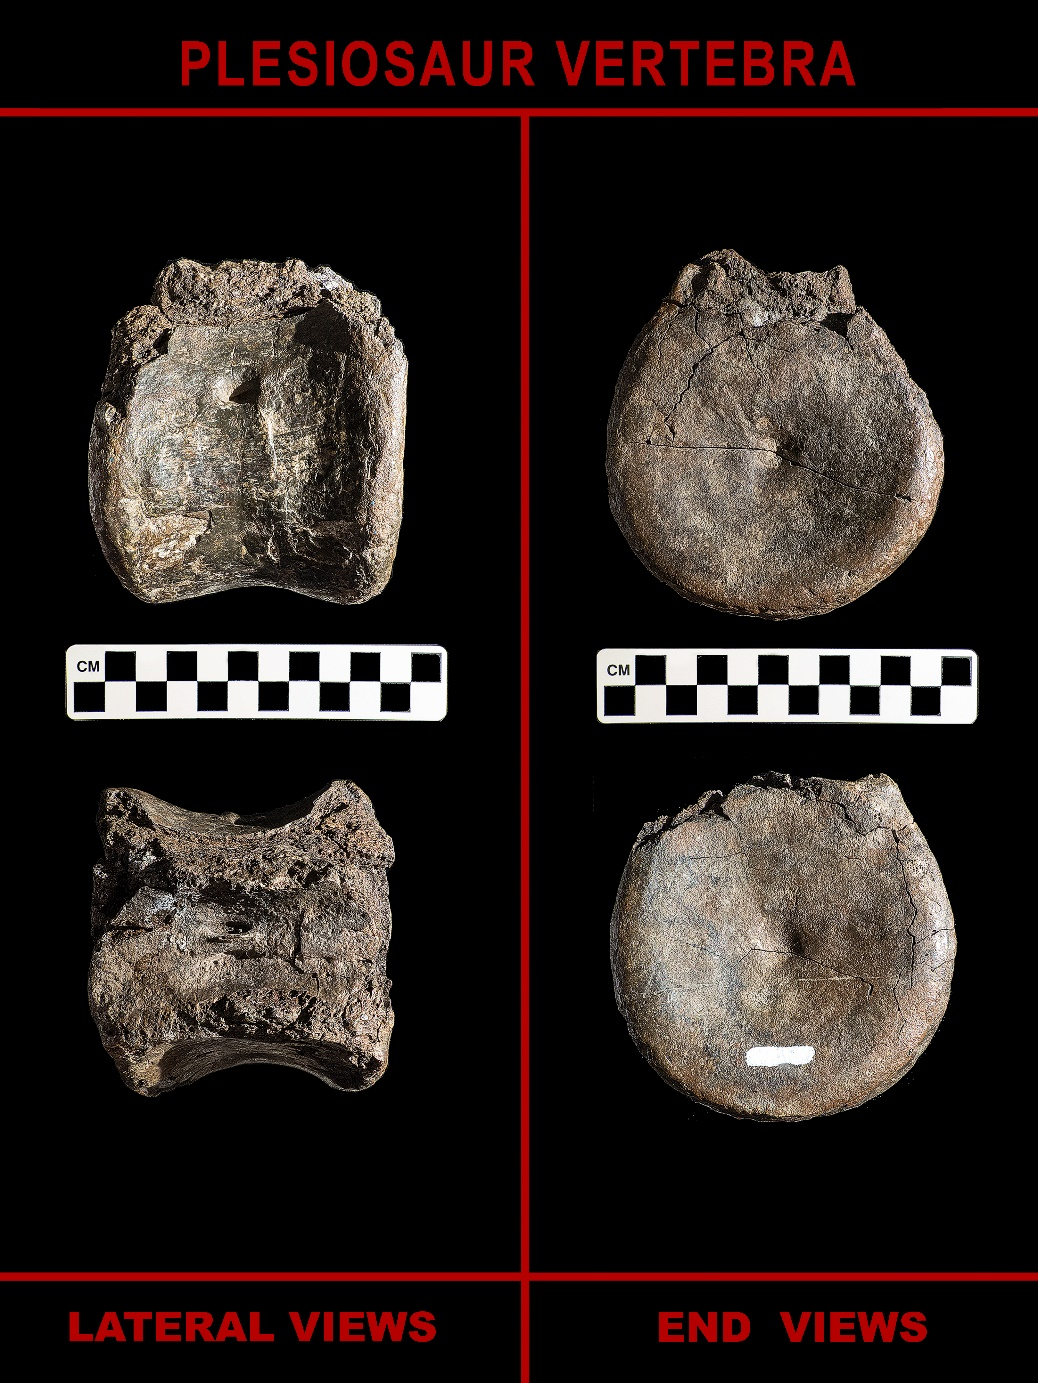 PLESIOSAUR VERTEBRA
CM
CM
LATERAL VIEWS
END VIEWS